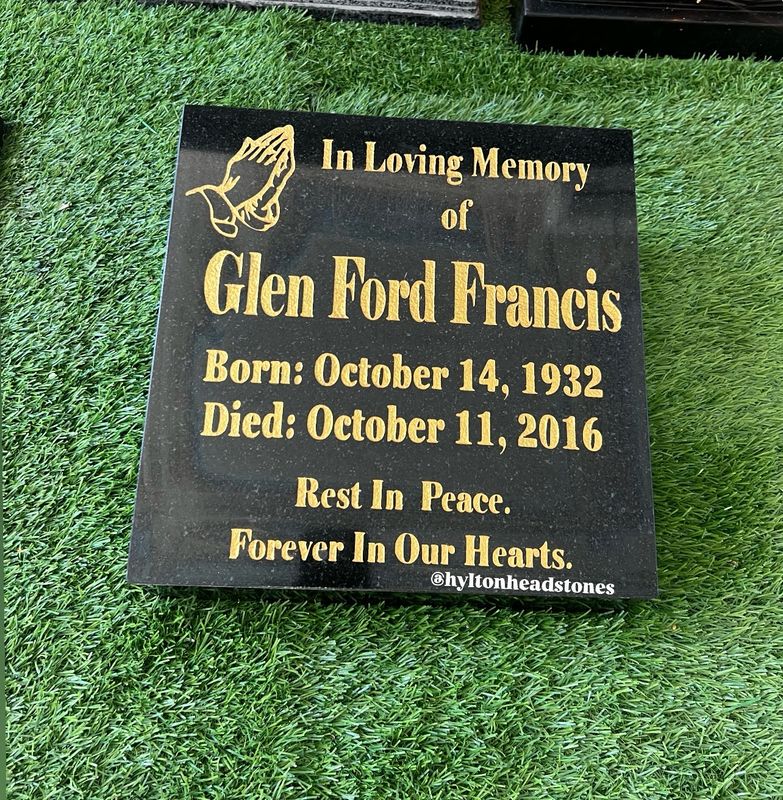 In Loving Memory
of
Glen Ford Francis
Born: October 14, 1932
Died: October 11, 2016
Rest In Peace.
Forever In Our Hearts.
@hyltonheadstones